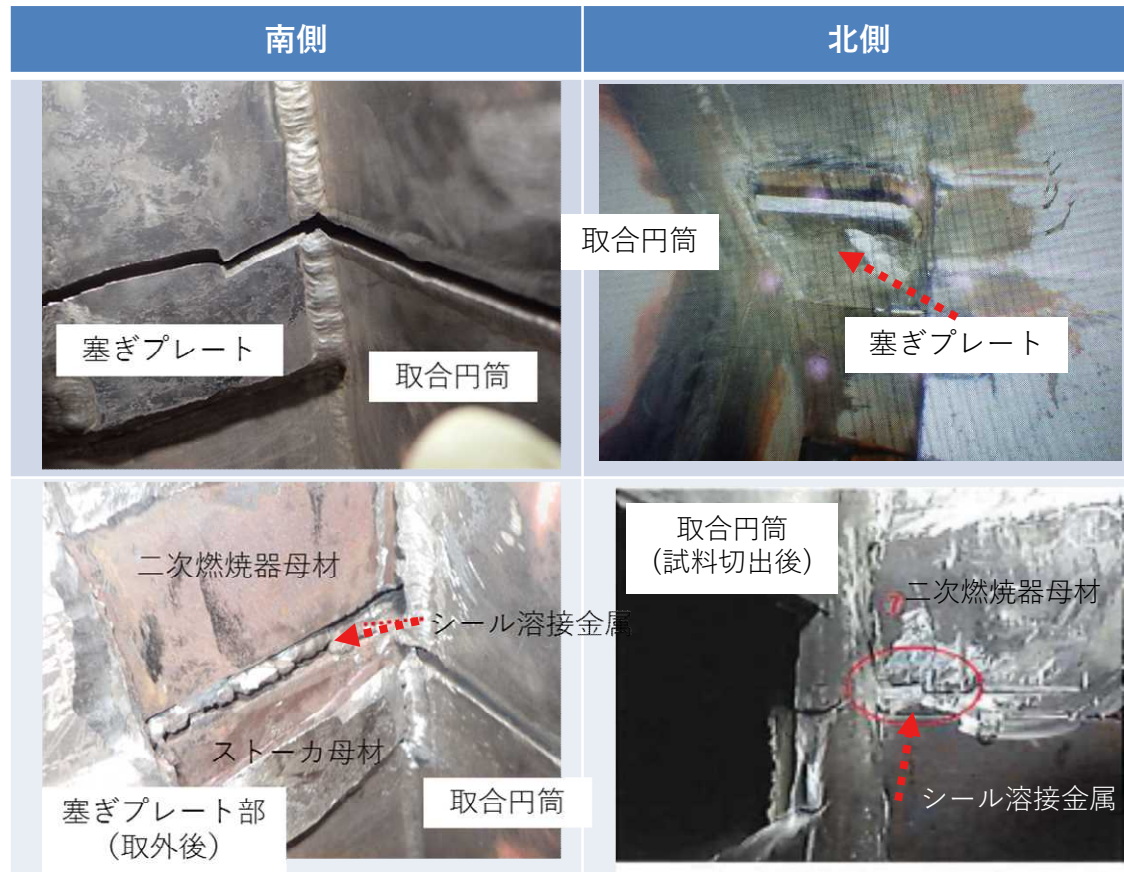 南側
北側
塞ぎプレート
取合円筒
取合円筒
塞ぎプレート
二次燃焼器母材
シール溶接金属
ストーカ母材
塞ぎプレート部
(取外後)
取合円筒
取合円筒
(試料切出後)
⑦
二次燃焼器母材
シール溶接金属